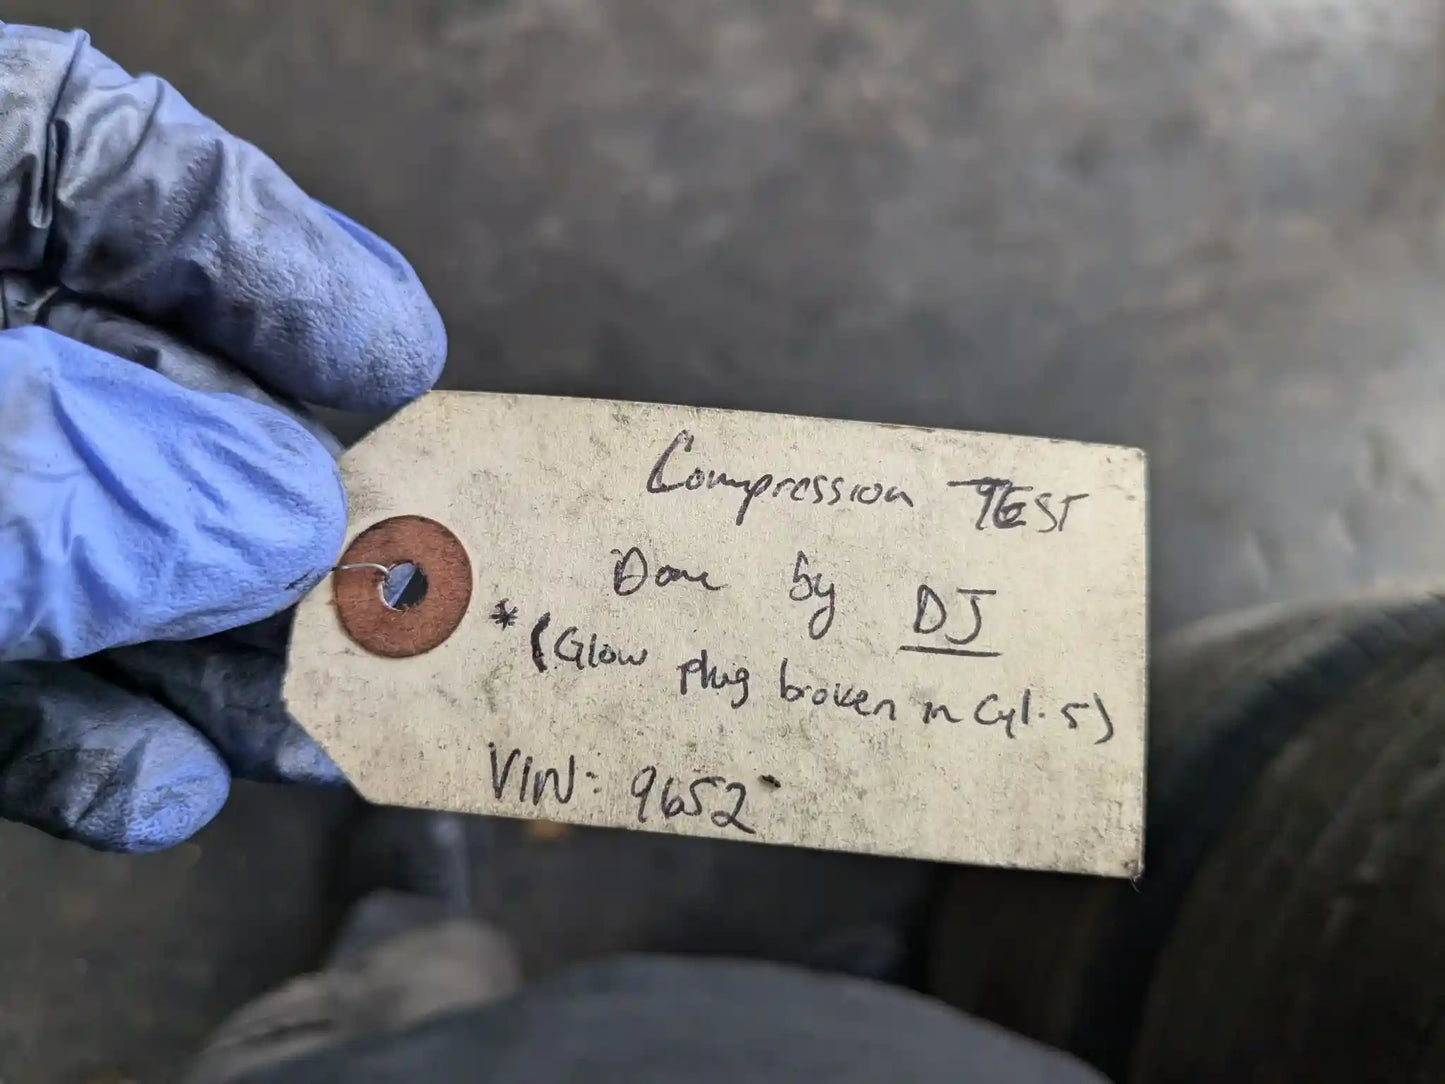 Compression TEST
Done by DJ
* (Glow plug broken in Cyl. 5)
VIN: 9652